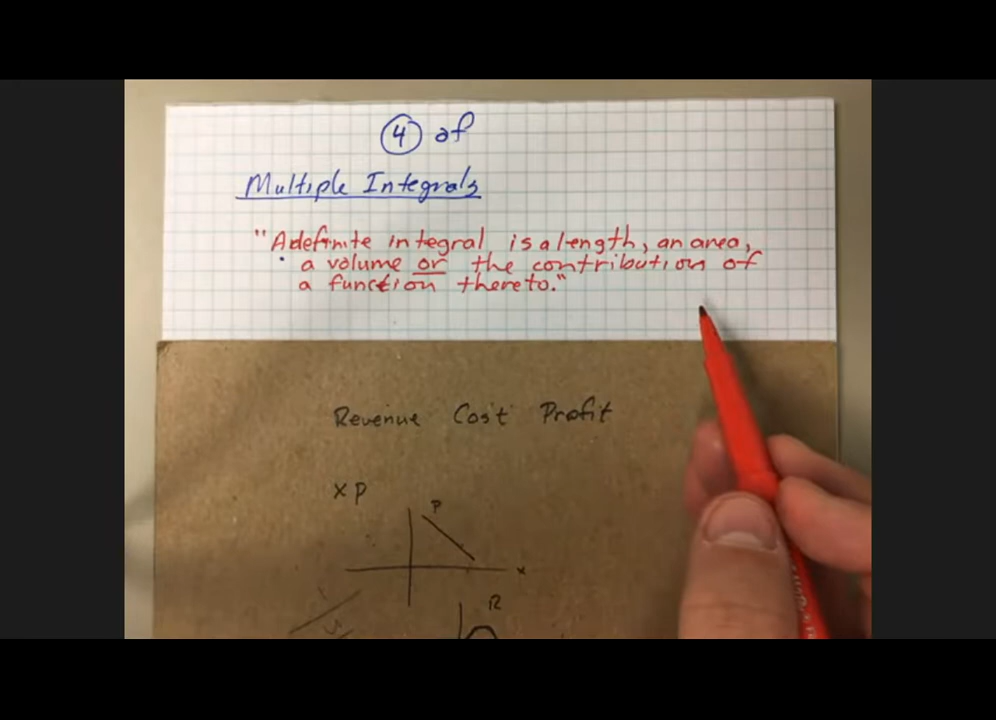 4 of
Multiple Integrals
"A definite integral is a length, an area,
a volume or the contribution of
a function thereto."
Revenue Cost Profit
x P
P
x
R